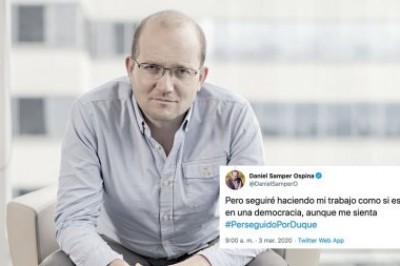 Daniel Samper Ospina
@DanielSamperO
Pero seguiré haciendo mi trabajo como si es
en una democracia, aunque me sienta
#PerseguidoPorDuque
9:00 a. m. · 3 mar. 2020 · Twitter Web App